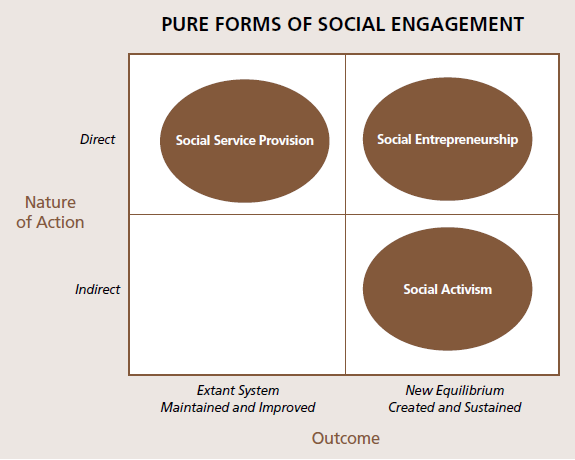 PURE FORMS OF SOCIAL ENGAGEMENT
Direct
Social Service Provision
Social Entrepreneurship
Nature
of Action
Indirect
Social Activism
Extant System
Maintained and Improved
New Equilibrium
Created and Sustained
Outcome